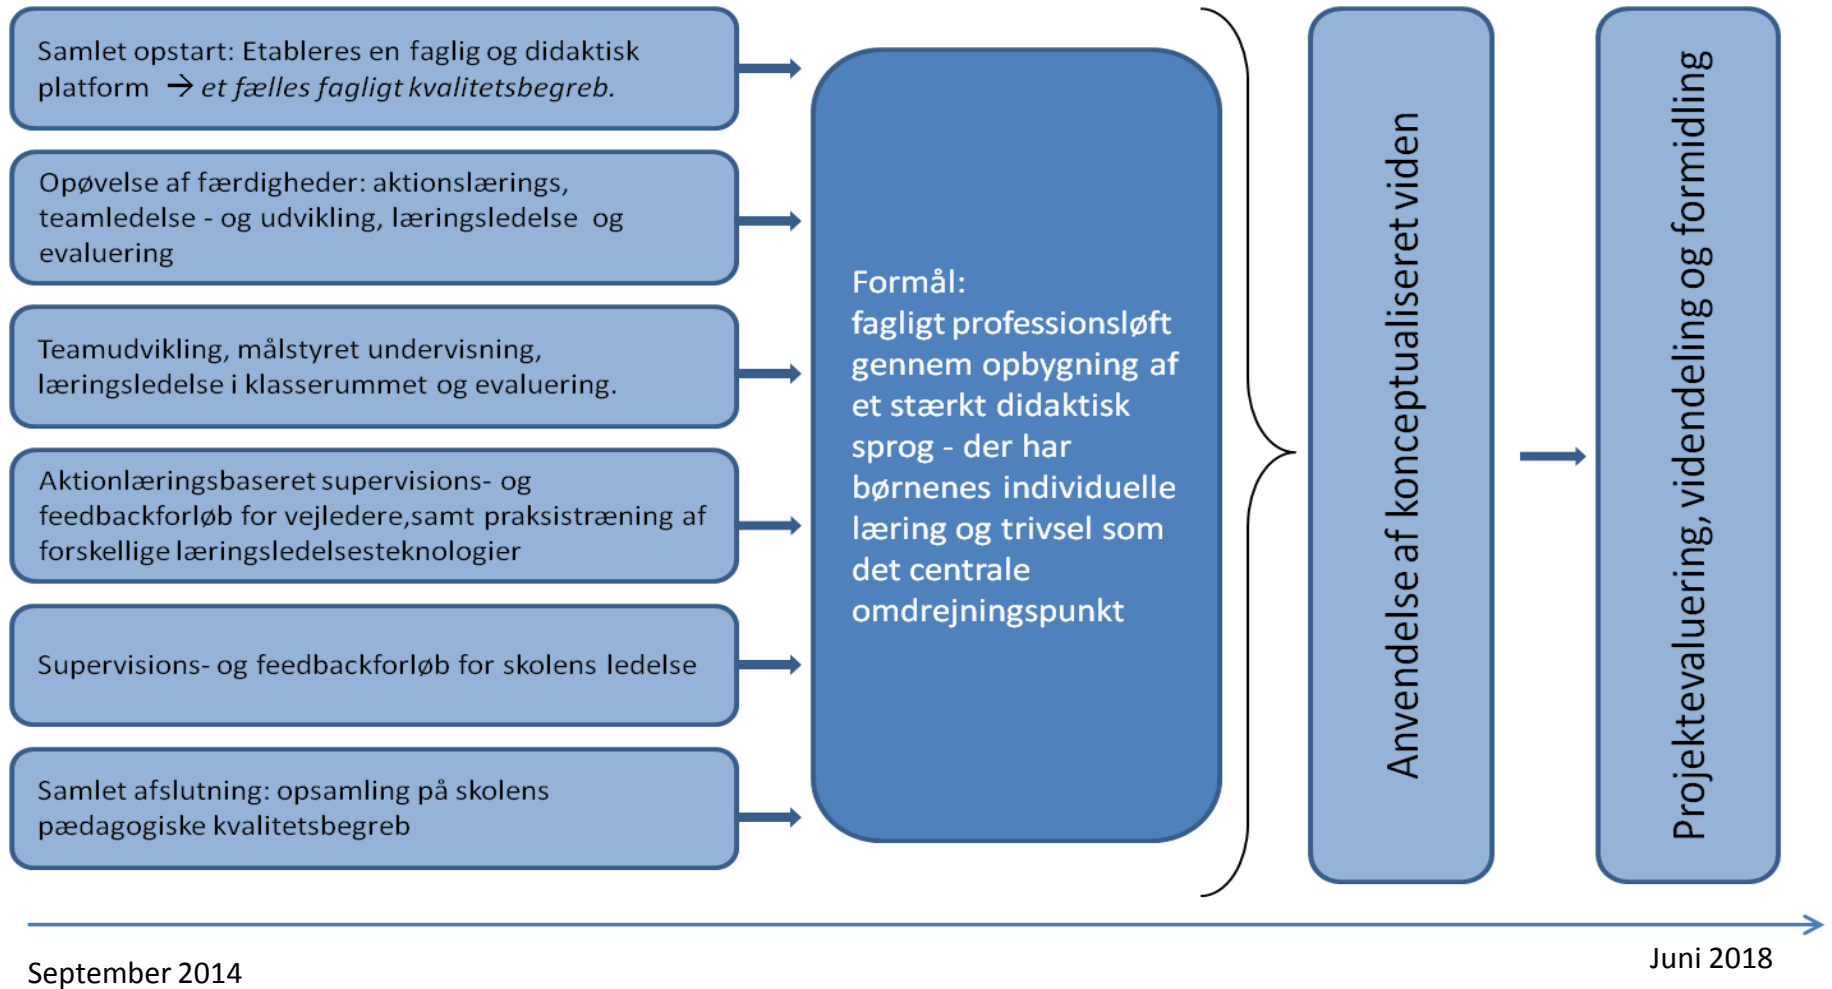 Samlet opstart: Etableres en faglig og didaktisk
platform → et fælles fagligt kvalitetsbegreb.
Opøvelse af færdigheder: aktionslærings,
teamledelse - og udvikling, læringsledelse og
evaluering
Teamudvikling, målstyret undervisning,
læringsledelse i klasserummet og evaluering.
Aktionlæringsbaseret supervisions- og
feedbackforløb for vejledere,samt praksistræning af
forskellige læringsledelsesteknologier
Supervisions- og feedbackforløb for skolens ledelse
Samlet afslutning: opsamling på skolens
pædagogiske kvalitetsbegreb
Formål:
fagligt professionsløft
gennem opbygning af
et stærkt didaktisk
sprog - der har
børnenes individuelle
læring og trivsel som
det centrale
omdrejningspunkt
Anvendelse af konceptualiseret viden
Projektevaluering, videndeling og formidling
September 2014
Juni 2018